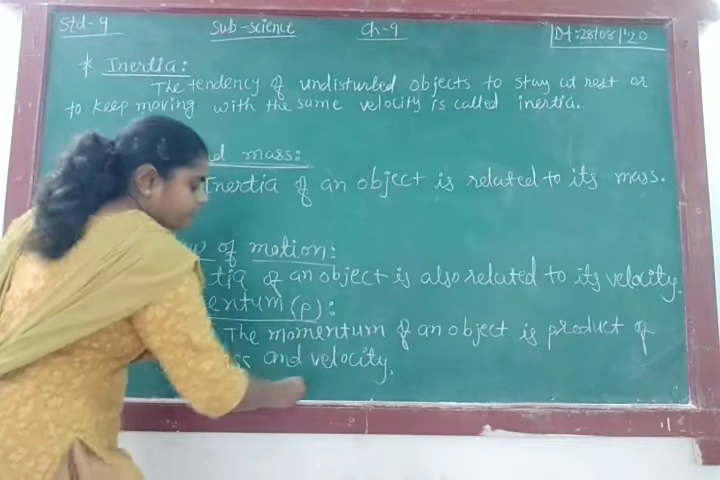 Std-9 Sub-science Ch-9 Dt:28/08/'20
* Inertia:
The tendency of undisturbed objects to stay at rest or
to keep moving with the same velocity is called inertia.
mass:
Inertia of an object is related to its mass.
of motion:
of an object is also related to its velocity.
(p):
The momentum of an object is product of
and velocity.